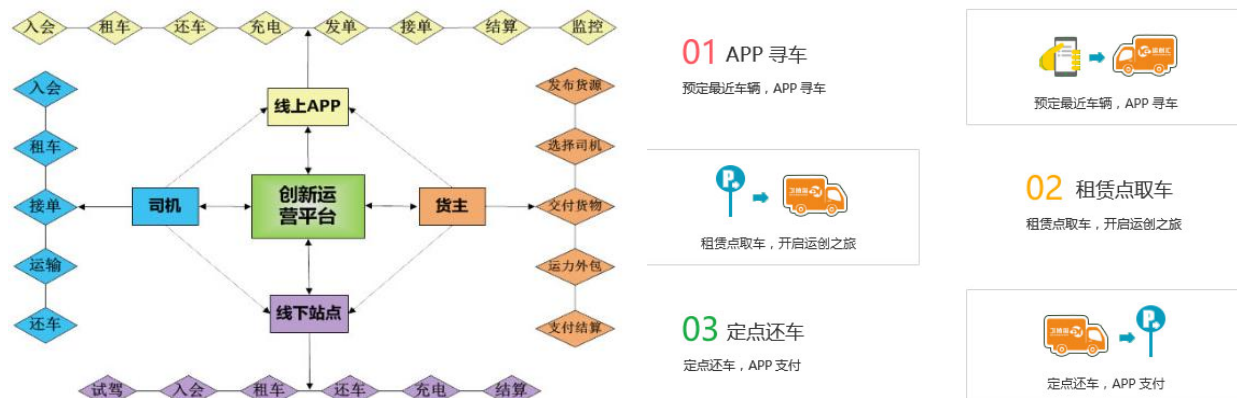 入会
租车
还车
充电
发单
接单
结算
监控
线上APP
入会
租车
接单
运输
还车
司机
创新运
营平台
货主
发布货源
选择司机
交付货物
运力外包
支付结算
线下站点
试驾
入会
租车
还车
充电
结算
01 APP 寻车
预定最近车辆，APP 寻车
预定最近车辆，APP 寻车
P
租赁点取车，开启运创之旅
02 租赁点取车
租赁点取车，开启运创之旅
03 定点还车
定点还车，APP 支付
P
定点还车，APP 支付